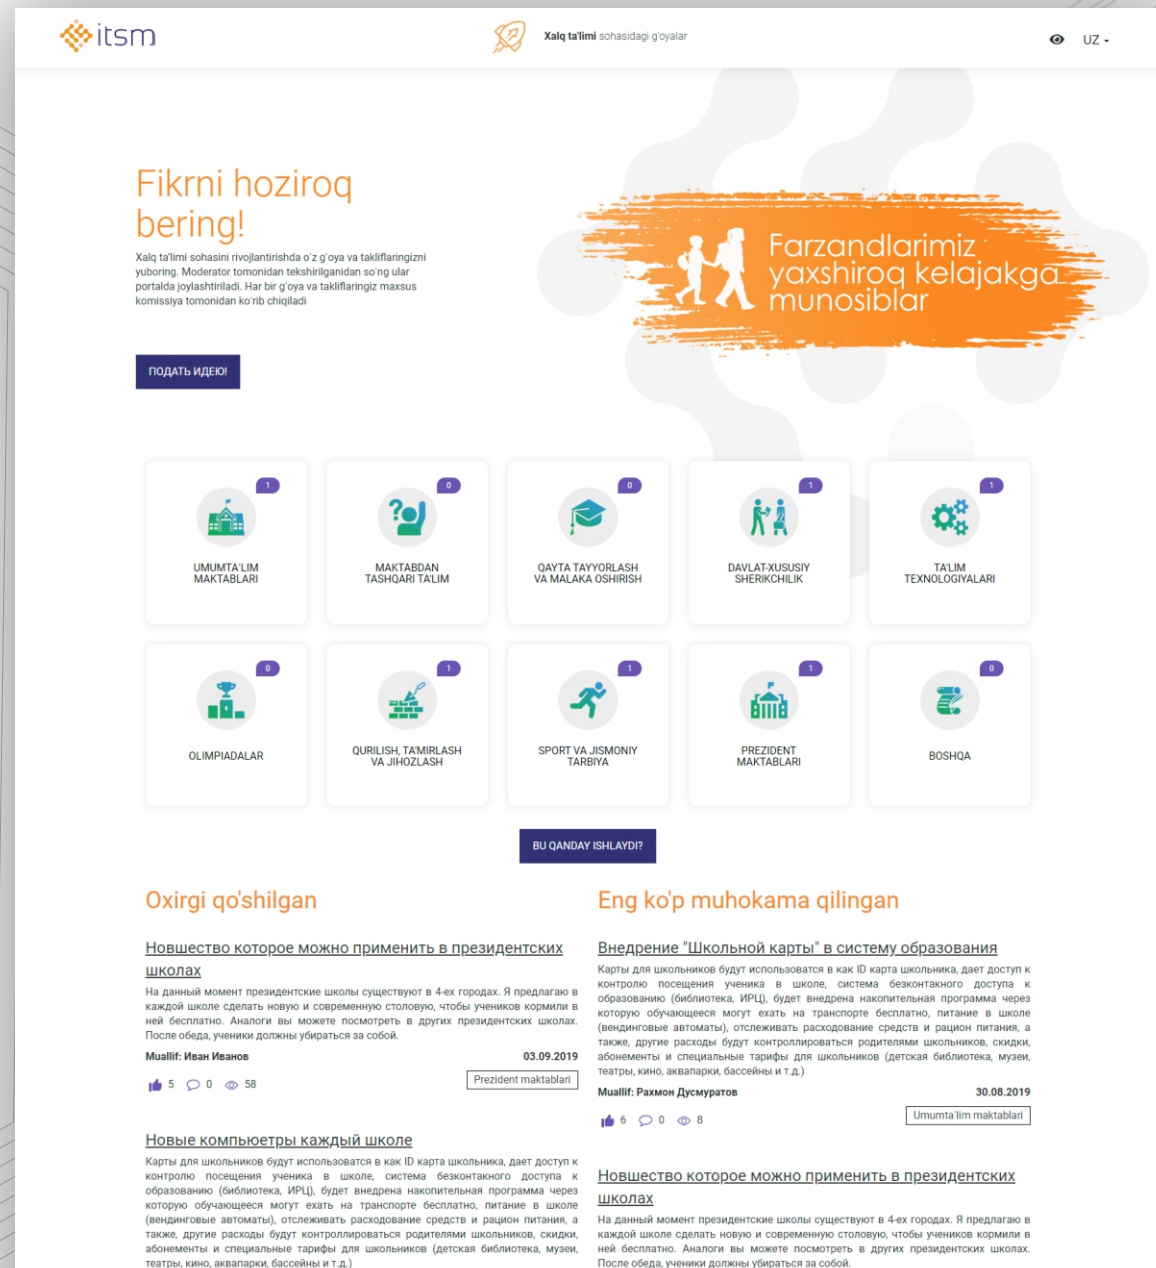 itsm
Xalq ta'limi sohasidagi g'oyalar
UZ
Fikrni hoziroq
bering!
Xalq ta'limi sohasini rivojlantirishda o'z g'oya va takliflaringizni
yuboring. Moderator tomonidan tekshirilganidan so'ng ular
portalda joylashtiriladi. Har bir g'oya va takliflaringiz maxsus
komissiya tomonidan ko'rib chiqiladi
ПОДАТЬ ИДЕЮ!
Farzandlarimiz
yaxshiroq kelajakga
munosiblar
1
UMUMTA'LIM
MAKTABLARI
0
MAKTABDAN
TASHQARI TA'LIM
0
QAYTA TAYYORLASH
VA MALAKA OSHIRISH
1
DAVLAT-XUSUSIY
SHERIKCHILIK
1
TA'LIM
TEXNOLOGIYALARI
0
OLIMPIADALAR
1
QURILISH, TA'MIRLASH
VA JIHOZLASH
1
SPORT VA JISMONIY
TARBIYA
1
PREZIDENT
MAKTABLARI
0
BOSHQA
BU QANDAY ISHLAYDI?
Oxirgi qo'shilgan
Новшество которое можно применить в президентских
школах
На данный момент президентские школы существуют в 4-ех городах. Я предлагаю в
каждой школе сделать новую и современную столовую, чтобы учеников кормили в
ней бесплатно. Аналоги вы можете посмотреть в других президентских школах.
После обеда, ученики должны убираться за собой.
Muallif: Иван Иванов 03.09.2019
5 0 58 Prezident maktablari
Новые компьюетры каждый школе
Карты для школьников будут использоватся в как ID карта школьника, дает доступ к
контролю посещения ученика в школе, система безконтакного доступа к
образованию (библиотека, ИРЦ), будет внедрена накопительная программа через
которую обучающееся могут ехать на транспорте бесплатно, питание в школе
(вендинговые автоматы), отслеживать расходование средств и рацион питания, а
также, другие расходы будут контроллироваться родителями школьников, скидки,
абонементы и специальные тарифы для школьников (детская библиотека, музеи,
театры, кино, аквапарки, бассейны и т.д.)
Eng ko'p muhokama qilingan
Внедрение "Школьной карты" в систему образования
Карты для школьников будут использоватся в как ID карта школьника, дает доступ к
контролю посещения ученика в школе, система безконтакного доступа к
образованию (библиотека, ИРЦ), будет внедрена накопительная программа через
которую обучающееся могут ехать на транспорте бесплатно, питание в школе
(вендинговые автоматы), отслеживать расходование средств и рацион питания, а
также, другие расходы будут контроллироваться родителями школьников, скидки,
абонементы и специальные тарифы для школьников (детская библиотека, музеи,
театры, кино, аквапарки, бассейны и т.д.)
Muallif: Рахмон Дусмуратов 30.08.2019
6 0 8 Umumta'lim maktablari
Новшество которое можно применить в президентских
школах
На данный момент президентские школы существуют в 4-ех городах. Я предлагаю в
каждой школе сделать новую и современную столовую, чтобы учеников кормили в
ней бесплатно. Аналоги вы можете посмотреть в других президентских школах.
После обеда, ученики должны убираться за собой.